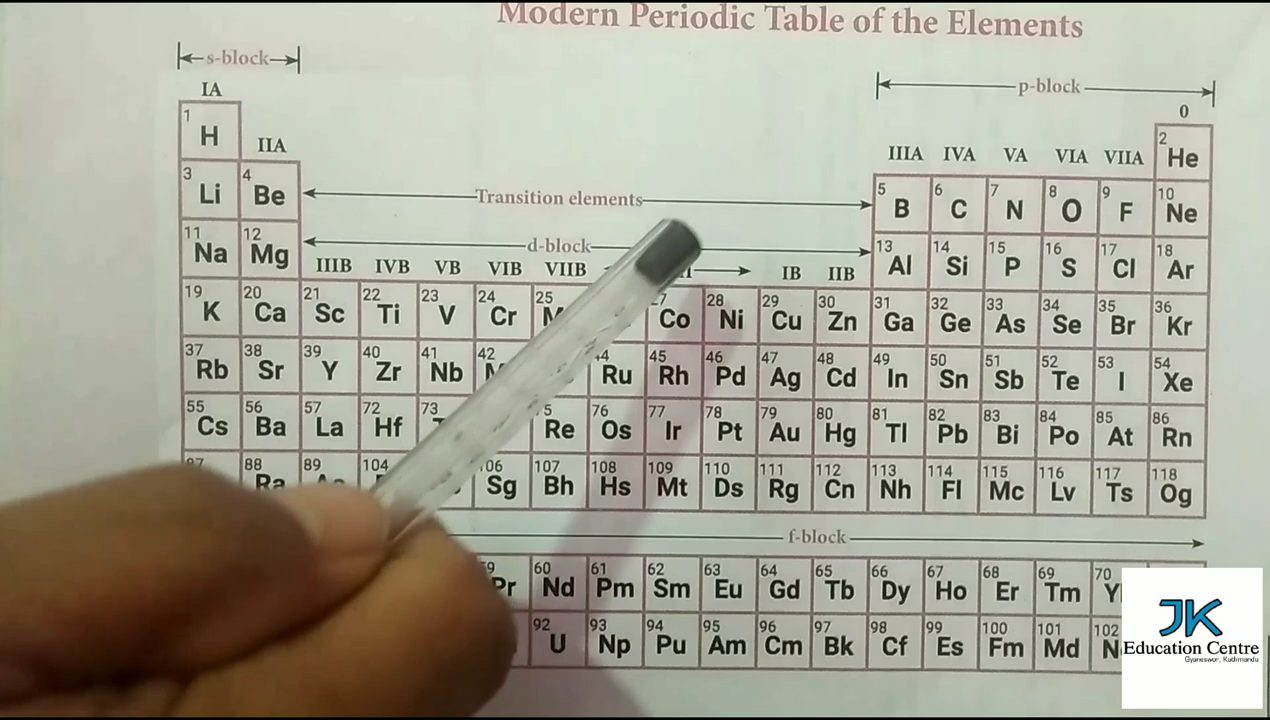 Modern Periodic Table of the Elements
s-block
p-block
IA
0
IIA
IIIA IVA VA VIA VIIA
1 H
2 He
Transition elements
3 Li 4 Be 5 B 6 C 7 N 8 O 9 F 10 Ne
d-block
IIIB IVB VB VIB VIIB IB IIB
11 Na 12 Mg 13 Al 14 Si 15 P 16 S 17 Cl 18 Ar
19 K 20 Ca 21 Sc 22 Ti 23 V 24 Cr 25 Co 28 Ni 29 Cu 30 Zn 31 Ga 32 Ge 33 As 34 Se 35 Br 36 Kr
37 Rb 38 Sr 39 Y 40 Zr 41 Nb 42 Ru 45 Rh 46 Pd 47 Ag 48 Cd 49 In 50 Sn 51 Sb 52 Te 53 I 54 Xe
55 Cs 56 Ba 57 La 72 Hf 73 Re 76 Os 77 Ir 78 Pt 79 Au 80 Hg 81 Tl 82 Pb 83 Bi 84 Po 85 At 86 Rn
88 Ra 89 104 106 Sg 107 Bh 108 Hs 109 Mt 110 Ds 111 Rg 112 Cn 113 Nh 114 Fl 115 Mc 116 Lv 117 Ts 118 Og
f-block
Pr 60 Nd 61 Pm 62 Sm 63 Eu 64 Gd 65 Tb 66 Dy 67 Ho 68 Er 69 Tm 70
92 U 93 Np 94 Pu 95 Am 96 Cm 97 Bk 98 Cf 99 Es 100 Fm 101 Md 102
JK
Education Centre
Gyaneswor, Kathmandu